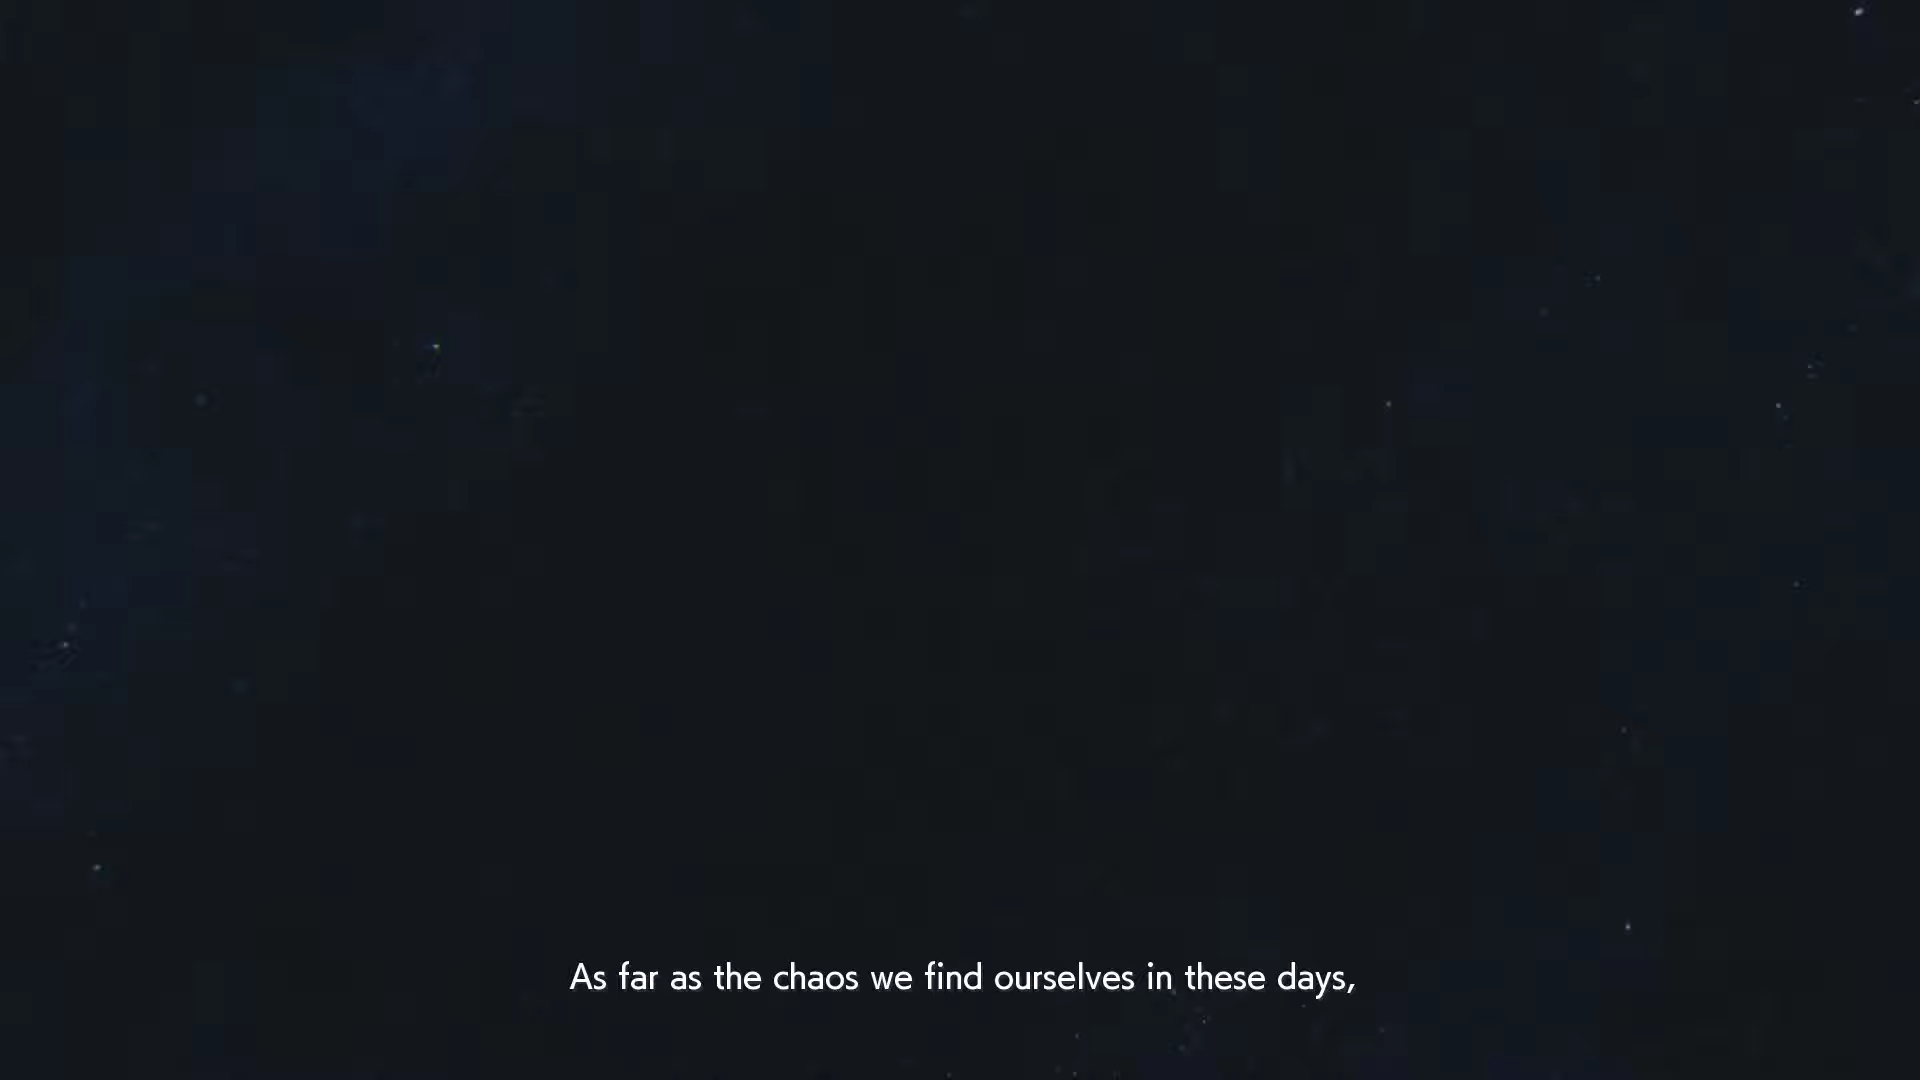 As far as the chaos we find ourselves in these days,